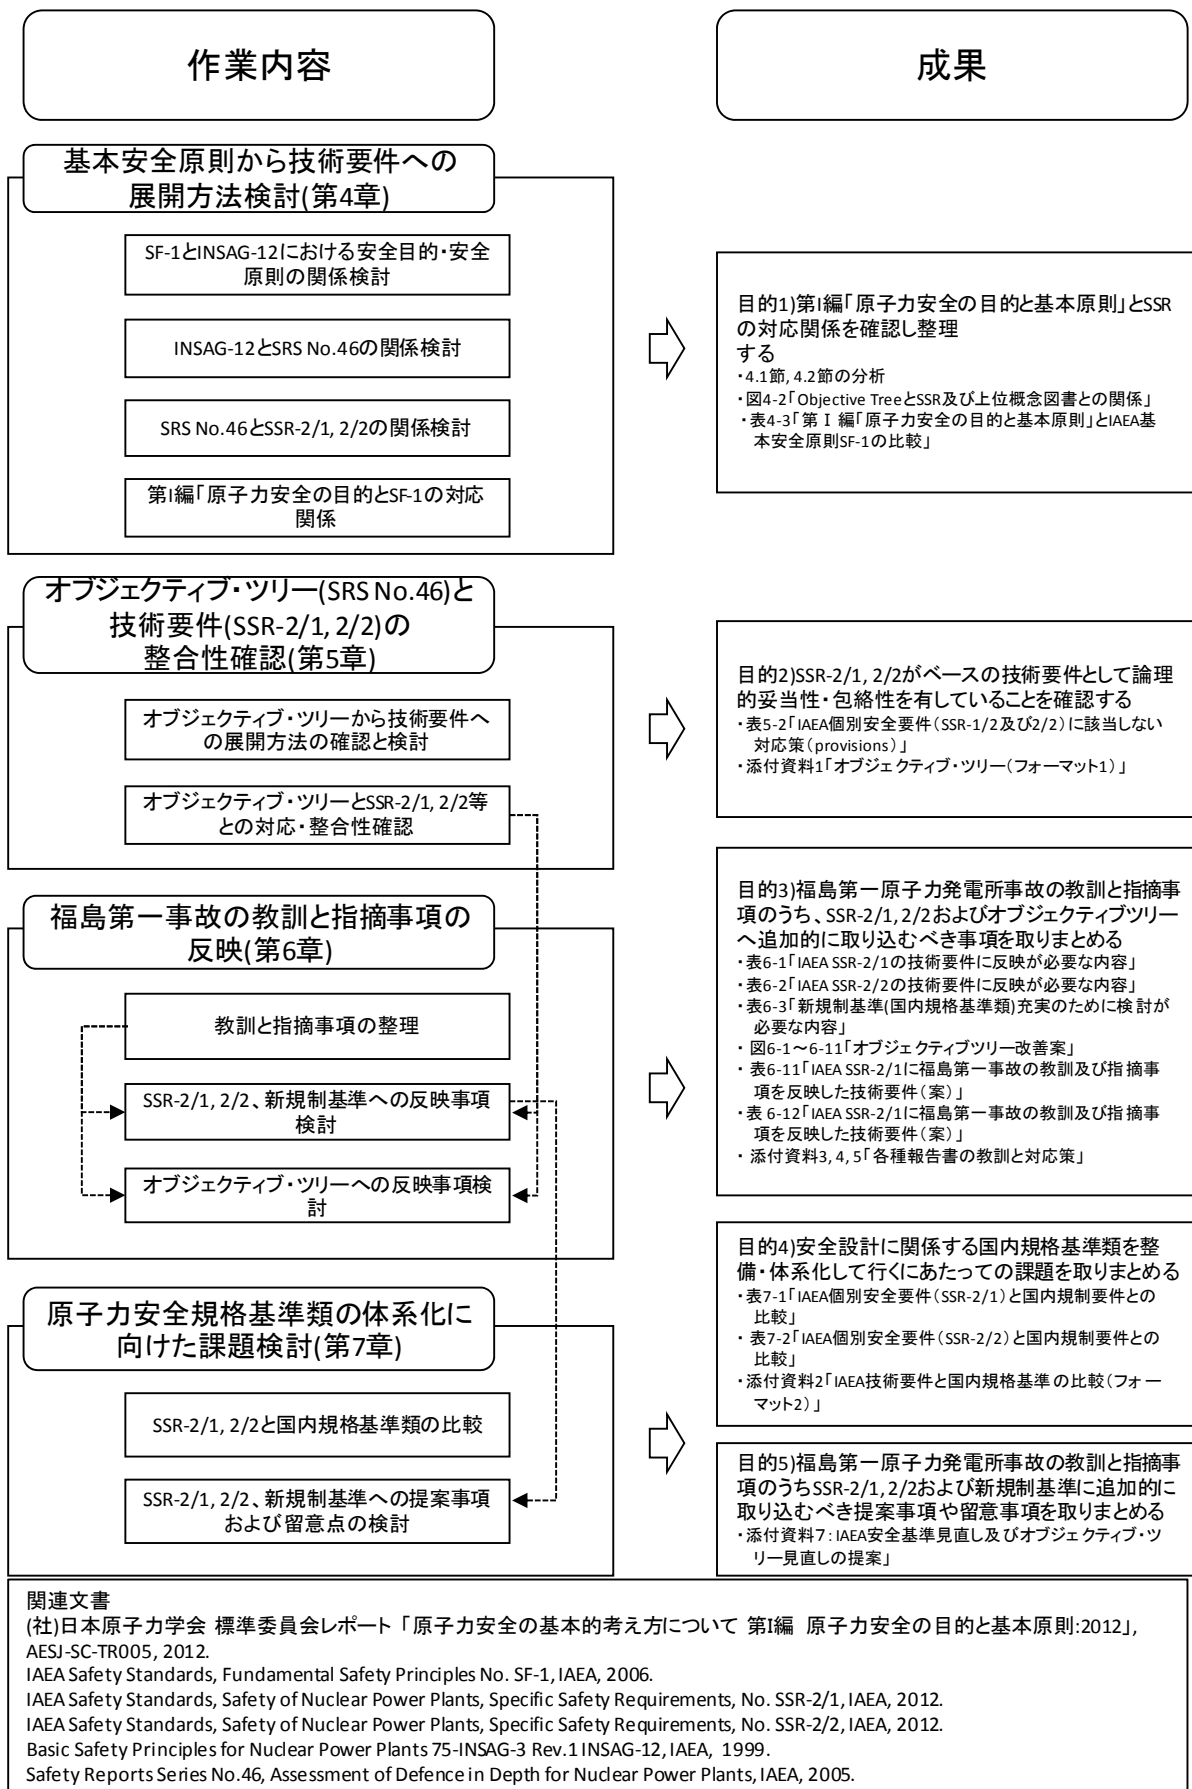 作業内容
成果
基本安全原則から技術要件への
展開方法検討(第4章)
SF-1とINSAG-12における安全目的・安全
原則の関係検討
INSAG-12とSRS No.46の関係検討
SRS No.46とSSR-2/1, 2/2の関係検討
第I編「原子力安全の目的とSF-1の対応
関係
目的1)第I編「原子力安全の目的と基本原則」とSSR
の対応関係を確認し整理
する
・4.1節, 4.2節の分析
・図4-2「Objective TreeとSSR及び上位概念図書との関係」
・表4-3「第 Ⅰ 編「原子力安全の目的と基本原則」とIAEA基
本安全原則SF-1の比較」
オブジェクティブ・ツリー(SRS No.46)と
技術要件(SSR-2/1, 2/2)の
整合性確認(第5章)
オブジェクティブ・ツリーから技術要件へ
の展開方法の確認と検討
オブジェクティブ・ツリーとSSR-2/1, 2/2等
との対応・整合性確認
目的2)SSR-2/1, 2/2がベースの技術要件として論理
的妥当性・包絡性を有していることを確認する
・表5-2「IAEA個別安全要件(SSR-1/2及び2/2)に該当しない
対応策(provisions)」
・添付資料1「オブジェクティブ・ツリー(フォーマット1)」
福島第一事故の教訓と指摘事項の
反映(第6章)
教訓と指摘事項の整理
SSR-2/1, 2/2、新規制基準への反映事項
検討
オブジェクティブ・ツリーへの反映事項検
討
目的3)福島第一原子力発電所事故の教訓と指摘事
項のうち、SSR-2/1, 2/2およびオブジェクティブツリー
へ追加的に取り込むべき事項を取りまとめる
・表6-1「IAEA SSR-2/1の技術要件に反映が必要な内容」
・表6-2「IAEA SSR-2/2の技術要件に反映が必要な内容」
・表6-3「新規制基準(国内規格基準類)充実のために検討が
必要な内容」
・ 図6-1～6-11「オブジェクティブツリー改善案」
・ 表6-11「IAEA SSR-2/1に福島第一事故の教訓及び指摘事
項を反映した技術要件(案)」
・ 表 6-12「IAEA SSR-2/1に福島第一事故の教訓及び指摘事
項を反映した技術要件(案)」
・ 添付資料3, 4, 5「各種報告書の教訓と対応策」
原子力安全規格基準類の体系化に
向けた課題検討(第7章)
SSR-2/1, 2/2と国内規格基準類の比較
SSR-2/1, 2/2、新規制基準への提案事項
および留意点の検討
目的4)安全設計に関係する国内規格基準類を整
備・体系化して行くにあたっての課題を取りまとめる
・表7-1「IAEA個別安全要件(SSR-2/1)と国内規制要件との
比較」
・ 表7-2「IAEA個別安全要件(SSR-2/2)と国内規制要件との
比較」
・添付資料2「IAEA技術要件と国内規格基準の比較(フォー
マット2)」
目的5)福島第一原子力発電所事故の教訓と指摘事
項のうちSSR-2/1, 2/2および新規制基準に追加的に
取り込むべき提案事項や留意事項を取りまとめる
・添付資料７：IAEA安全基準見直し及びオブジェクティブ・ツ
リー見直しの提案」
関連文書
(社)日本原子力学会 標準委員会レポート 「原子力安全の基本的考え方について 第I編 原子力安全の目的と基本原則:2012」,
AESJ-SC-TR005, 2012.
IAEA Safety Standards, Fundamental Safety Principles No. SF-1, IAEA, 2006.
IAEA Safety Standards, Safety of Nuclear Power Plants, Specific Safety Requirements, No. SSR-2/1, IAEA, 2012.
IAEA Safety Standards, Safety of Nuclear Power Plants, Specific Safety Requirements, No. SSR-2/2, IAEA, 2012.
Basic Safety Principles for Nuclear Power Plants 75-INSAG-3 Rev.1 INSAG-12, IAEA, 1999.
Safety Reports Series No.46, Assessment of Defence in Depth for Nuclear Power Plants, IAEA, 2005.